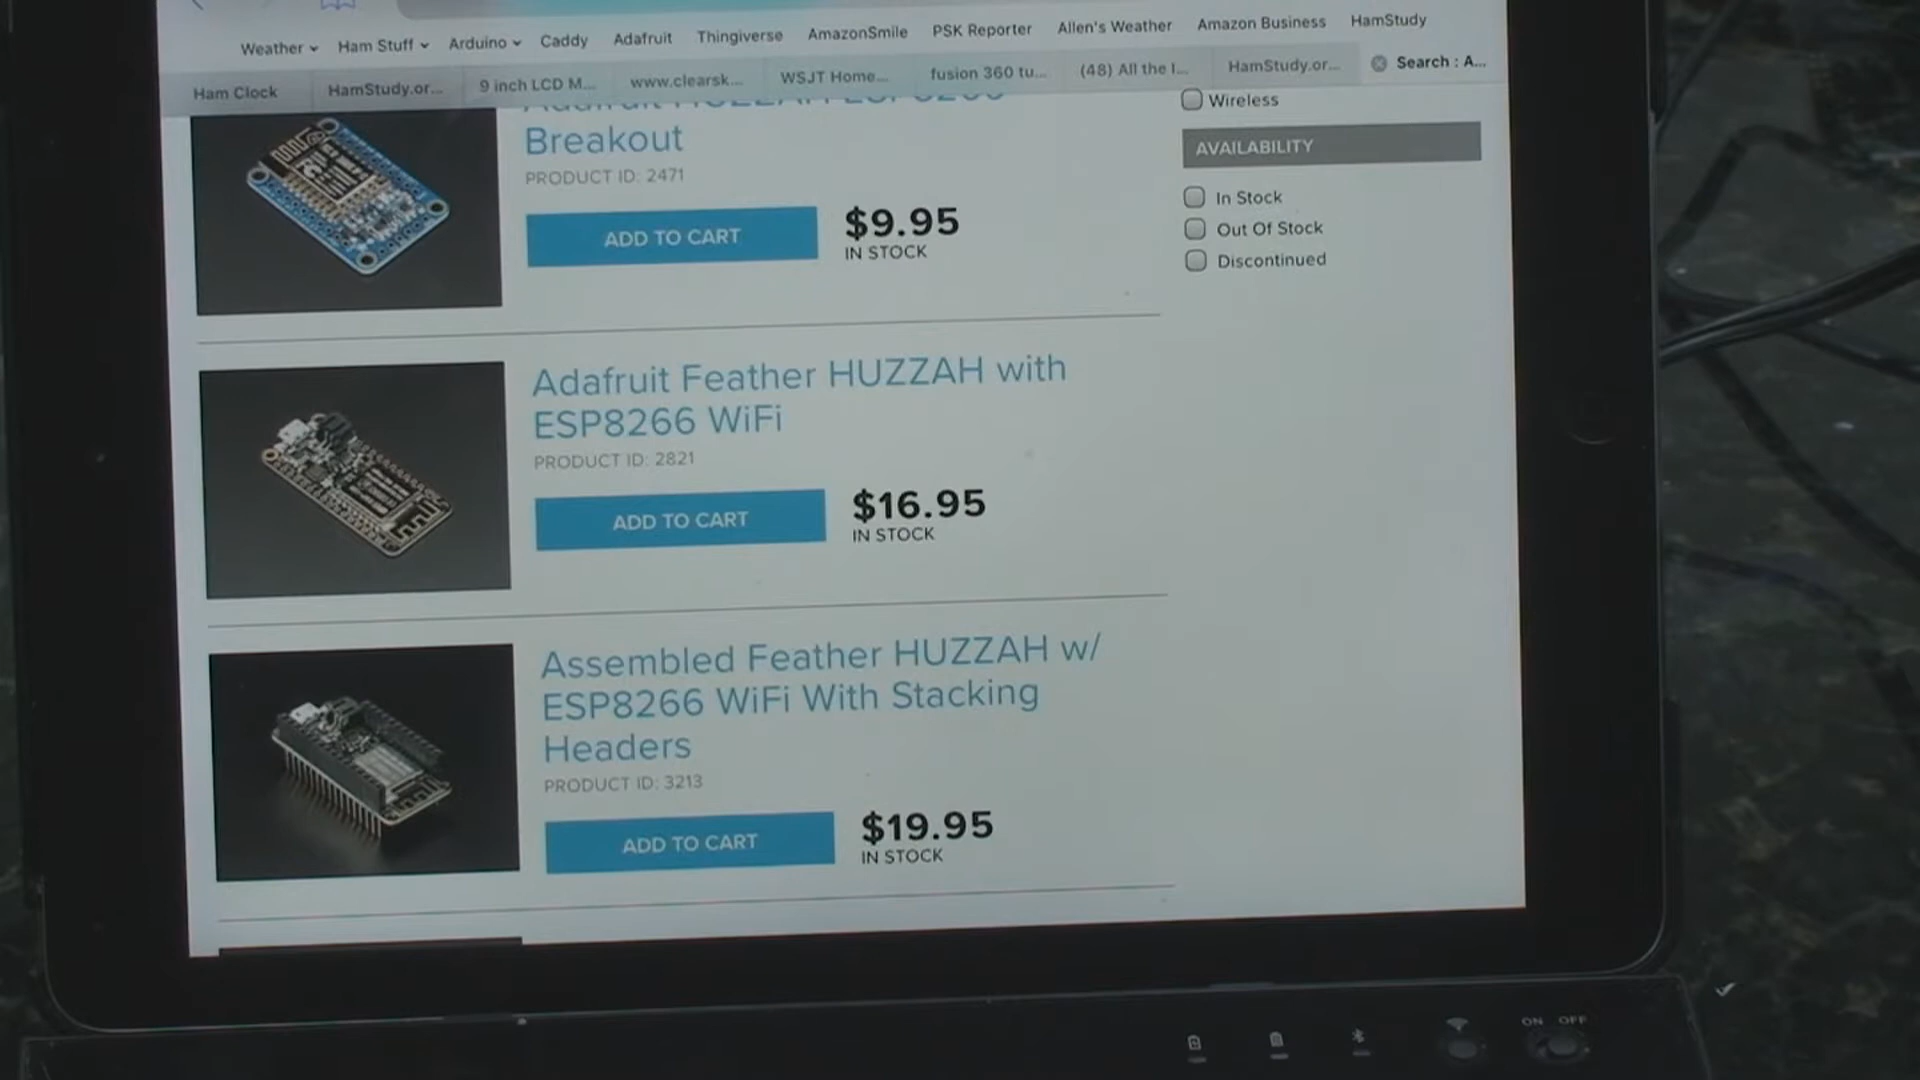 Weather Ham Stuff Arduino Caddy Adafruit Thingiverse AmazonSmile PSK Reporter Allen's Weather Amazon Business HamStudy
Ham Clock HamStudy.or... 9 inch LCD M... www.clearsk... WSJT Home... fusion 360 tu... (48) All the I... HamStudy.or... Search : A...
Adafruit HUZZAH ESP8266
Breakout
PRODUCT ID: 2471
ADD TO CART
$9.95
IN STOCK
Wireless
AVAILABILITY
In Stock
Out Of Stock
Discontinued
Adafruit Feather HUZZAH with
ESP8266 WiFi
PRODUCT ID: 2821
ADD TO CART
$16.95
IN STOCK
Assembled Feather HUZZAH w/
ESP8266 WiFi With Stacking
Headers
PRODUCT ID: 3213
ADD TO CART
$19.95
IN STOCK
ON OFF